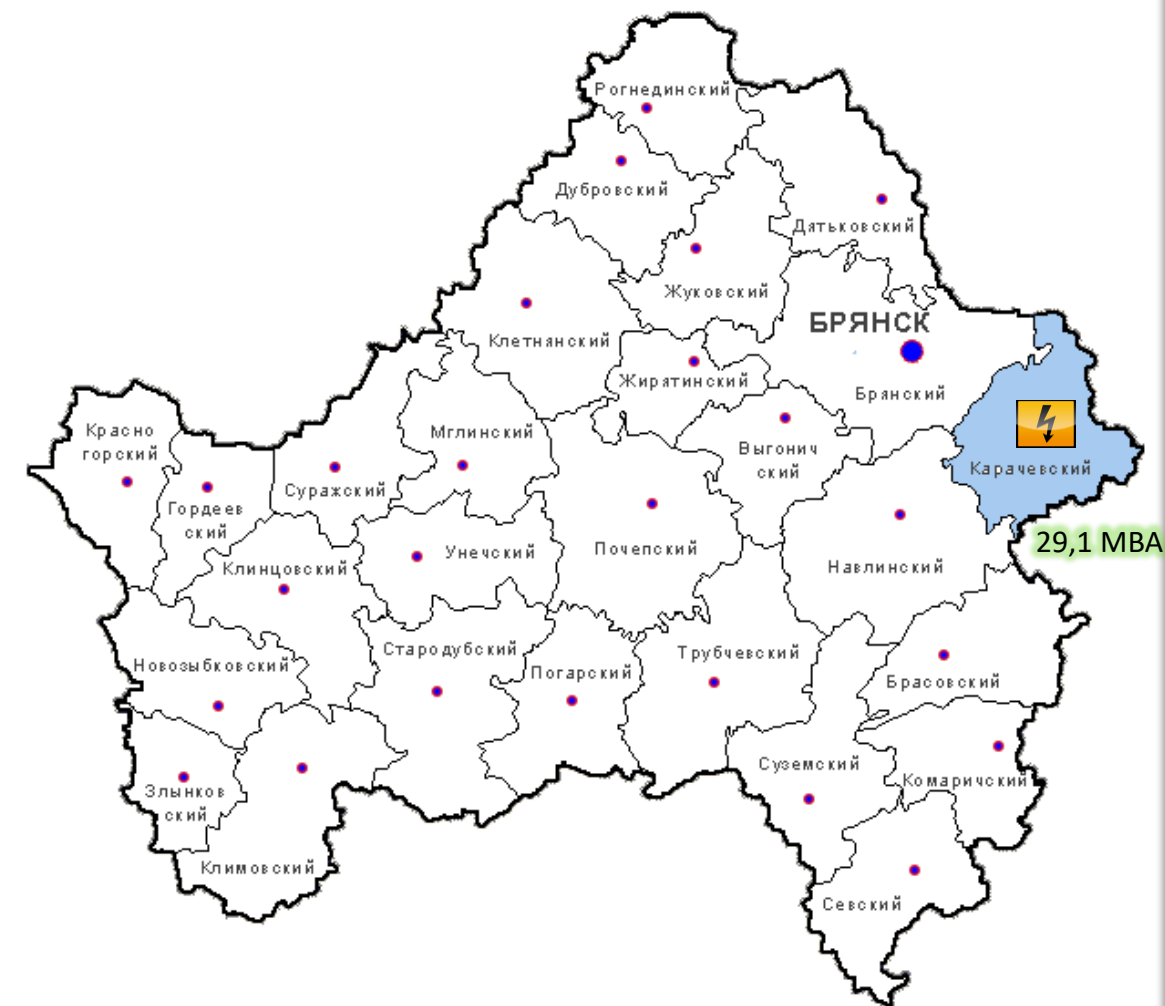 Рогнединский
Дубровский
Дятьковский
Жуковский
БРЯНСК
Клетнянский
Жирятинский
Брянский
Красно
горский
Мглинский
Выгонич
ский
Карачевский
Суражский
Гордеев
ский
29,1 МВА
Унечский
Почепский
Навлинский
Клинцовский
Стародубский
Трубчевский
Новозыбковский
Погарский
Брасовский
Суземский
Комаричский
Злынков
ский
Климовский
Севский